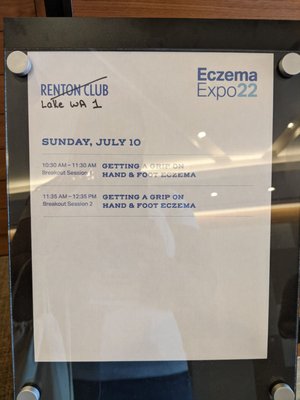 Eczema
Expo22
RENTON CLUB
Lake WA 1
SUNDAY, JULY 10
10:30 AM – 11:30 AM GETTING A GRIP ON
Breakout Session 1 HAND & FOOT ECZEMA
11:35 AM – 12:35 PM GETTING A GRIP ON
Breakout Session 2 HAND & FOOT ECZEMA